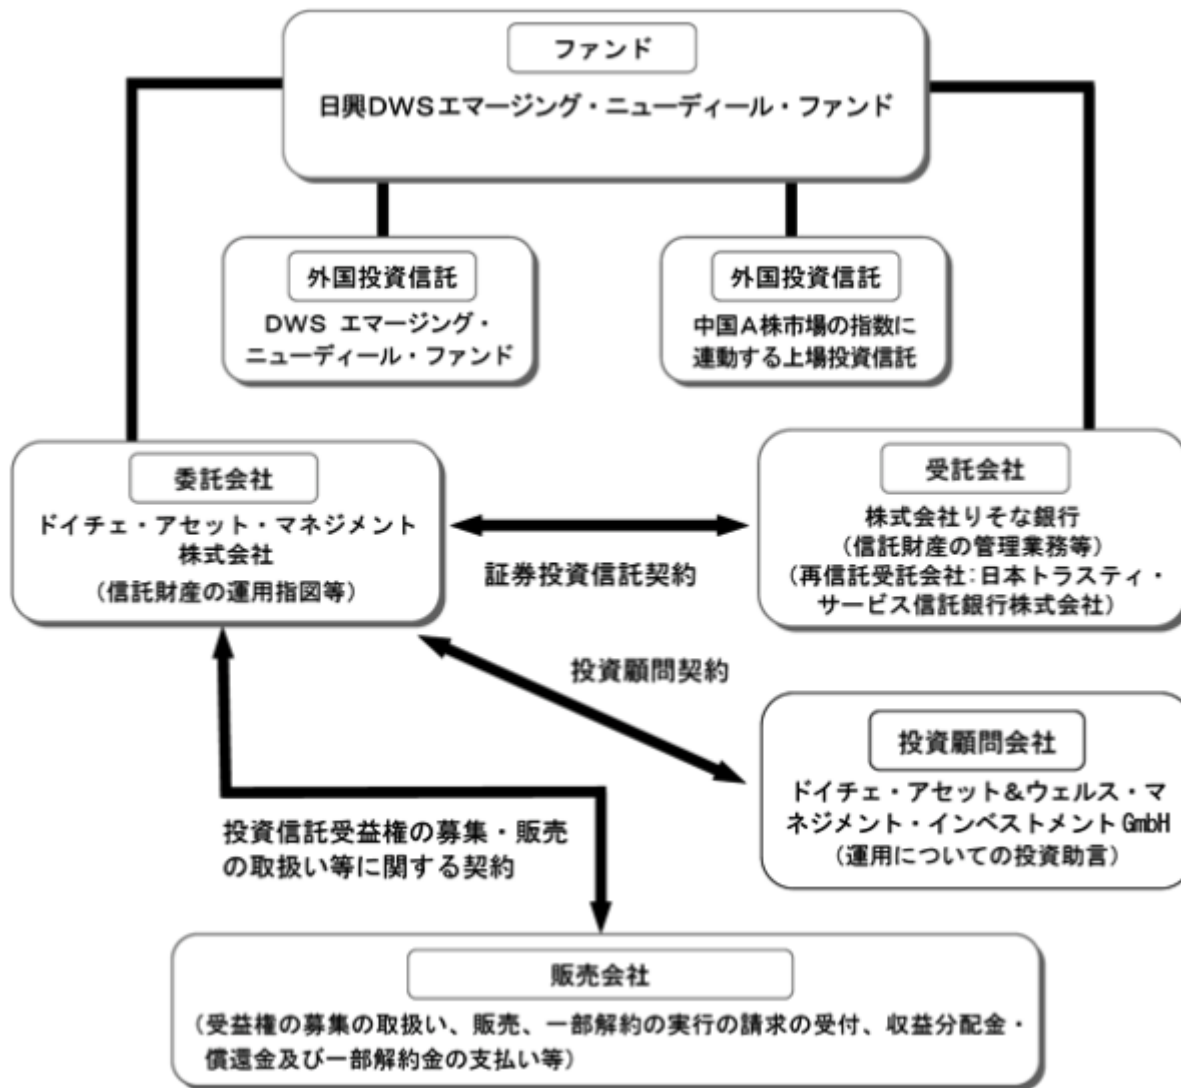 ファンド
日興DWSエマージング・ニューディール・ファンド
外国投資信託
DWS エマージング・
ニューディール・ファンド
外国投資信託
中国A株市場の指数に
連動する上場投資信託
委託会社
ドイチェ・アセット・マネジメント
株式会社
(信託財産の運用指図等)
証券投資信託契約
受託会社
株式会社りそな銀行
(信託財産の管理業務等)
(再信託受託会社:日本トラスティ・
サービス信託銀行株式会社)
投資顧問契約
投資顧問会社
ドイチェ・アセット&ウェルス・マ
ネジメント・インベストメントGmbH
(運用についての投資助言)
投資信託受益権の募集・販売
の取扱い等に関する契約
販売会社
(受益権の募集の取扱い、販売、一部解約の実行の請求の受付、収益分配金・
償還金及び一部解約金の支払い等)